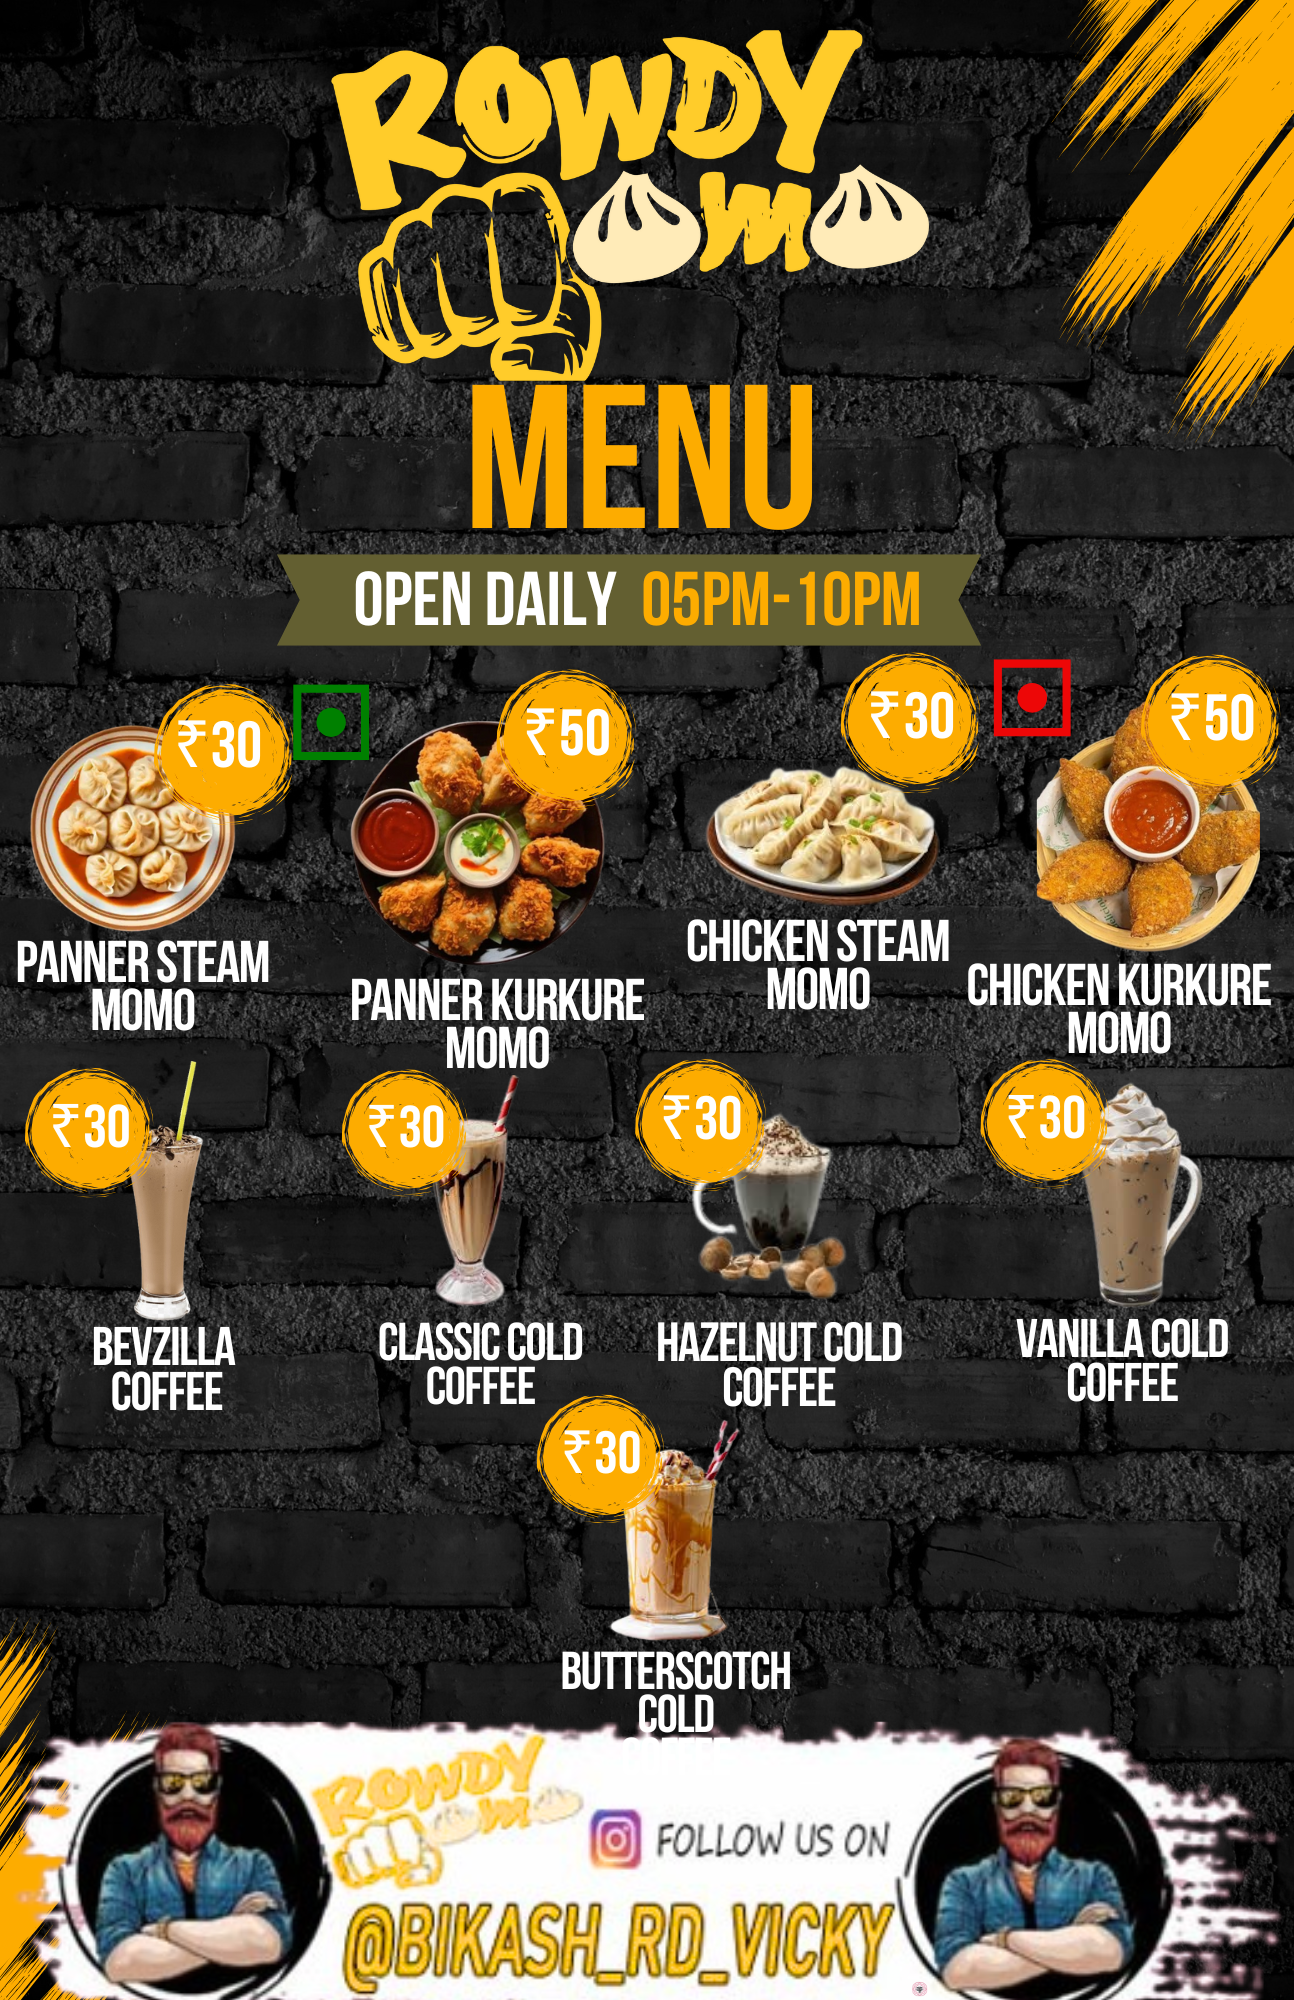 ROWDY
MOMO
MENU
OPEN DAILY 05PM-10PM
₹30
PANNER STEAM
MOMO
₹50
PANNER KURKURE
MOMO
₹30
CHICKEN STEAM
MOMO
₹50
CHICKEN KURKURE
MOMO
₹30
BEVZILLA
COFFEE
₹30
CLASSIC COLD
COFFEE
₹30
HAZELNUT COLD
COFFEE
₹30
VANILLA COLD
COFFEE
₹30
BUTTERSCOTCH
COLD
ROWDY
MOMO
FOLLOW US ON
@BIKASH_RD_VICKY